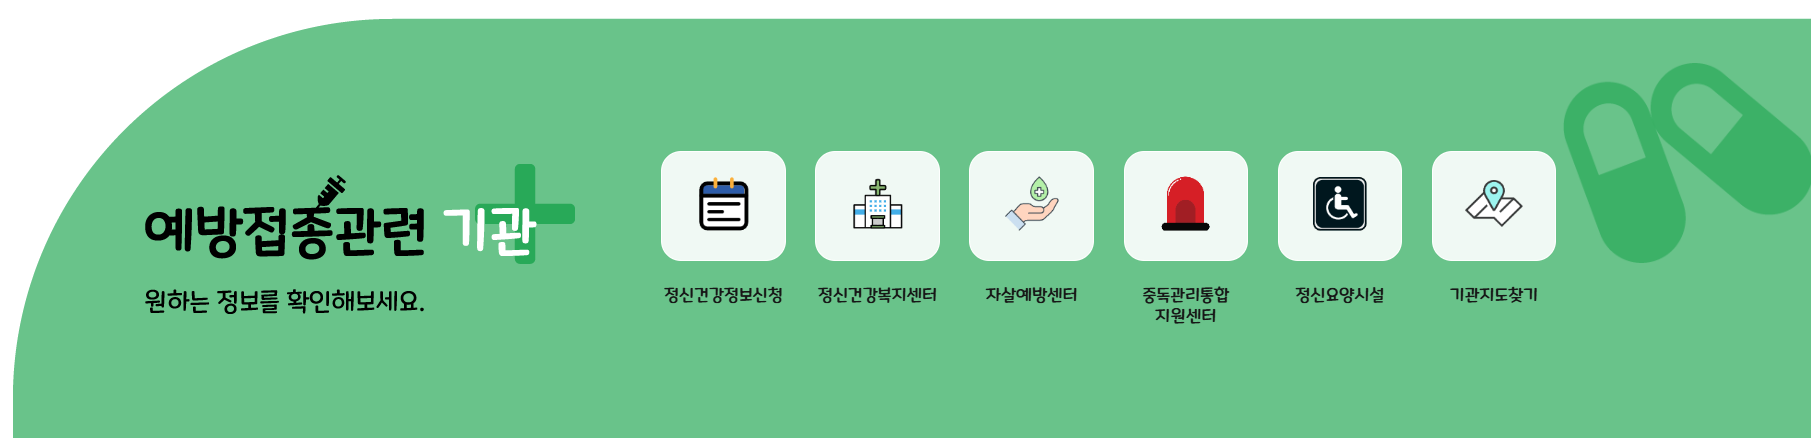 예방접종관련 기관
원하는 정보를 확인해보세요.
정신건강정보신청
정신건강복지센터
자살예방센터
중독관리통합
지원센터
정신요양시설
기관지도찾기